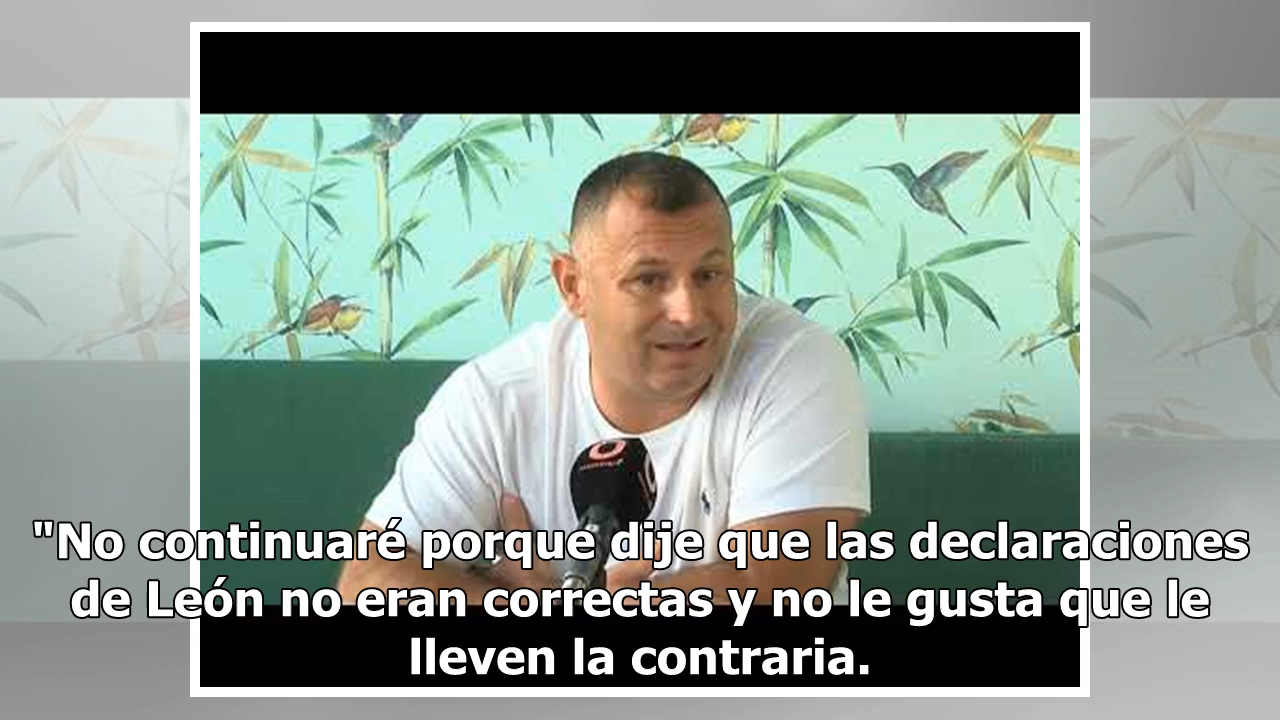 "No continuaré porque dije que las declaraciones
de León no eran correctas y no le gusta que le
lleven la contraria.